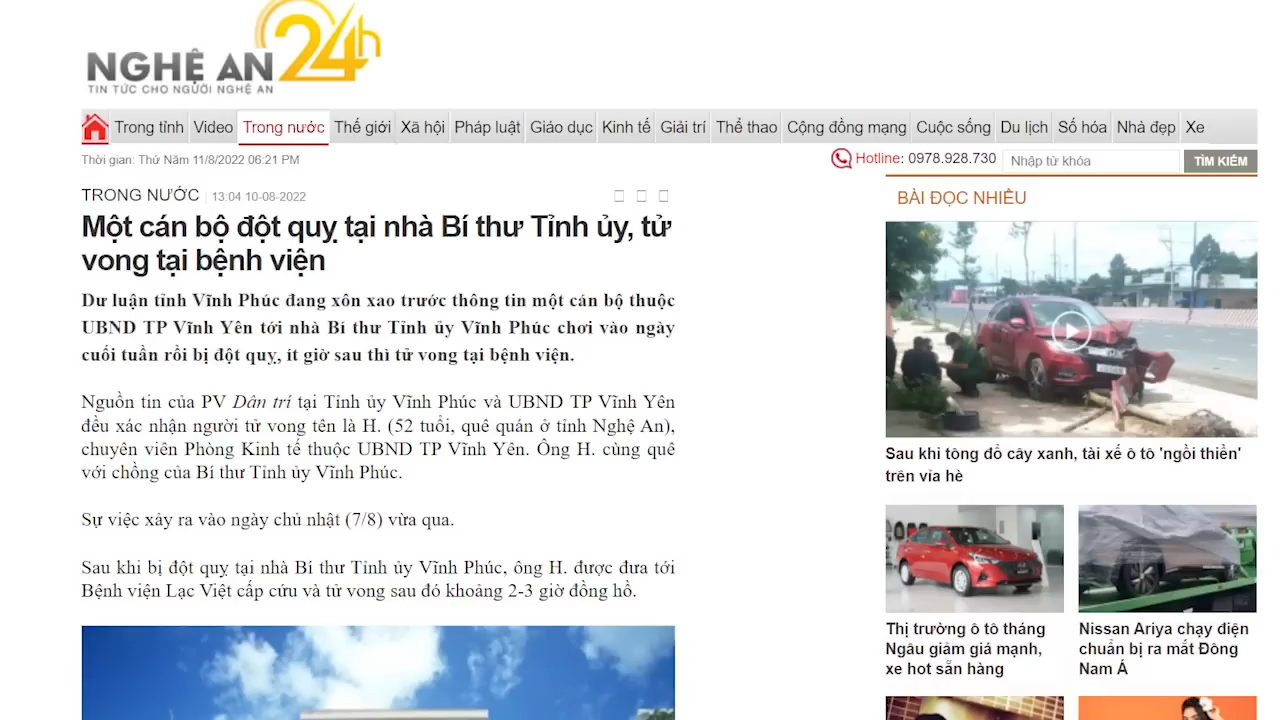 NGHỆ AN 24h
TIN TỨC CHO NGƯỜI NGHỆ AN
Trong tỉnh Video Trong nước Thế giới Xã hội Pháp luật Giáo dục Kinh tế Giải trí Thể thao Cộng đồng mạng Cuộc sống Du lịch Số hóa Nhà đẹp Xe
Thời gian: Thứ Năm 11/8/2022 06:21 PM
Hotline: 0978.928.730
Nhập từ khóa
TÌM KIẾM
TRONG NƯỚC | 13:04 10-08-2022
Một cán bộ đột quỵ tại nhà Bí thư Tỉnh ủy, tử
vong tại bệnh viện
Dư luận tỉnh Vĩnh Phúc đang xôn xao trước thông tin một cán bộ thuộc
UBND TP Vĩnh Yên tới nhà Bí thư Tỉnh ủy Vĩnh Phúc chơi vào ngày
cuối tuần rồi bị đột quỵ, ít giờ sau thì tử vong tại bệnh viện.
Nguồn tin của PV Dân trí tại Tỉnh ủy Vĩnh Phúc và UBND TP Vĩnh Yên
đều xác nhận người tử vong tên là H. (52 tuổi, quê quán ở tỉnh Nghệ An),
chuyên viên Phòng Kinh tế thuộc UBND TP Vĩnh Yên. Ông H. cùng quê
với chồng của Bí thư Tỉnh ủy Vĩnh Phúc.
Sự việc xảy ra vào ngày chủ nhật (7/8) vừa qua.
Sau khi bị đột quỵ tại nhà Bí thư Tỉnh ủy Vĩnh Phúc, ông H. được đưa tới
Bệnh viện Lạc Việt cấp cứu và tử vong sau đó khoảng 2-3 giờ đồng hồ.
BÀI ĐỌC NHIỀU
Sau khi tông đổ cây xanh, tài xế ô tô 'ngồi thiền'
trên vỉa hè
Thị trường ô tô tháng
Ngâu giảm giá mạnh,
xe hot sẵn hàng
Nissan Ariya chạy điện
chuẩn bị ra mắt Đông
Nam Á